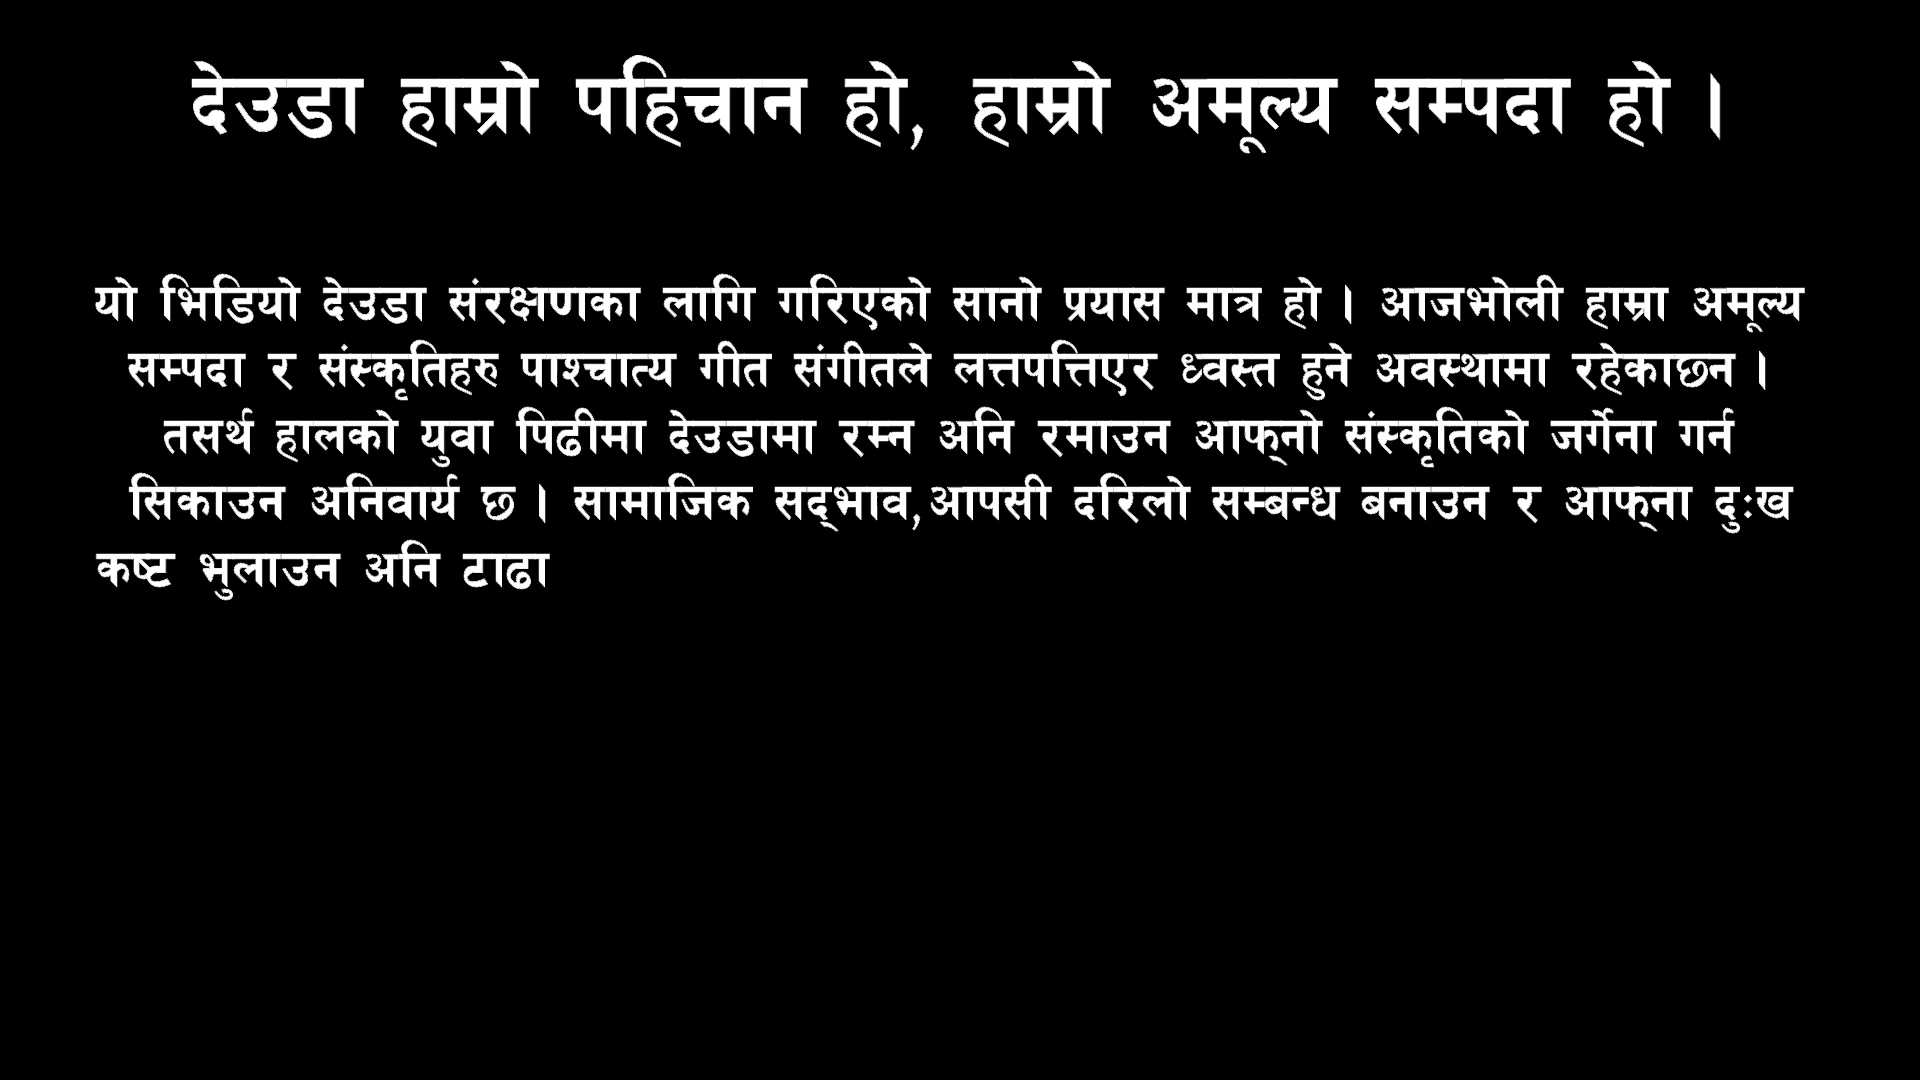 देउडा हाम्रो पहिचान हो, हाम्रो अमूल्य सम्पदा हो ।
यो भिडियो देउडा संरक्षणका लागि गरिएको सानो प्रयास मात्र हो । आजभोली हाम्रा अमूल्य
सम्पदा र संस्कृतिहरु पाश्चात्य गीत संगीतले लत्तपत्तिएर ध्वस्त हुने अवस्थामा रहेकाछन ।
तसर्थ हालको युवा पिढीमा देउडामा रम्न अनि रमाउन आफ्‌नो संस्कृतिको जर्गेना गर्न
सिकाउन अनिवार्य छ । सामाजिक सद्‌भाव,आपसी दरिलो सम्बन्ध बनाउन र आफ्‌ना दुःख
कष्ट भुलाउन अनि टाढा